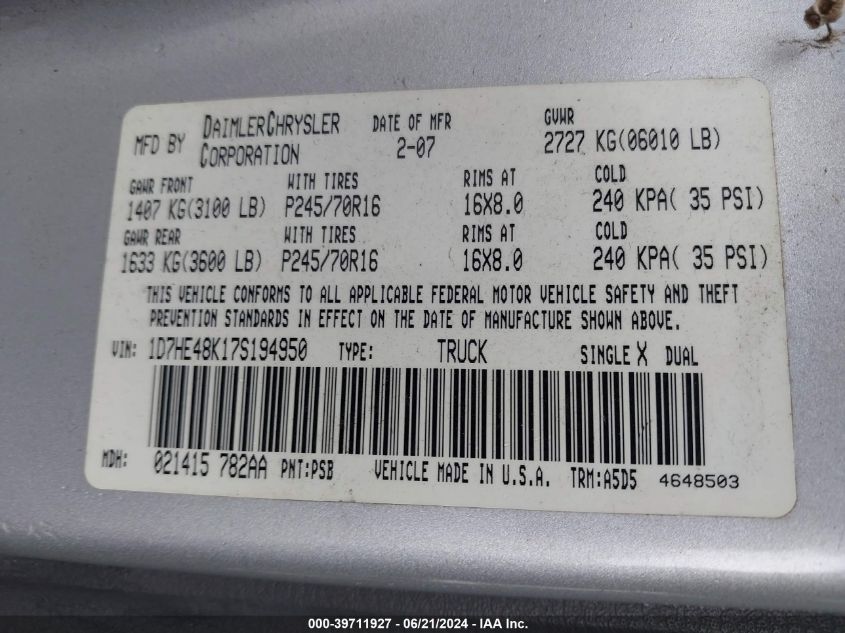 MFD BY DAIMLERCHRYSLER CORPORATION DATE OF MFR 2-07 GVWR 2727 KG(06010 LB)
GAWR FRONT WITH TIRES RIMS AT COLD
1407 KG(3100 LB) P245/70R16 16X8.0 240 KPA( 35 PSI)
GAWR REAR WITH TIRES RIMS AT COLD
1633 KG(3600 LB) P245/70R16 16X8.0 240 KPA( 35 PSI)
THIS VEHICLE CONFORMS TO ALL APPLICABLE FEDERAL MOTOR VEHICLE SAFETY AND THEFT
PREVENTION STANDARDS IN EFFECT ON THE DATE OF MANUFACTURE SHOWN ABOVE.
VIN: 1D7HE48K17S194950 TYPE: TRUCK SINGLE X DUAL
MDH: 021415 782AA PNT:PSB VEHICLE MADE IN U.S.A. TRM:A5D5 4648503
000-39711927 - 06/21/2024 - IAA Inc.